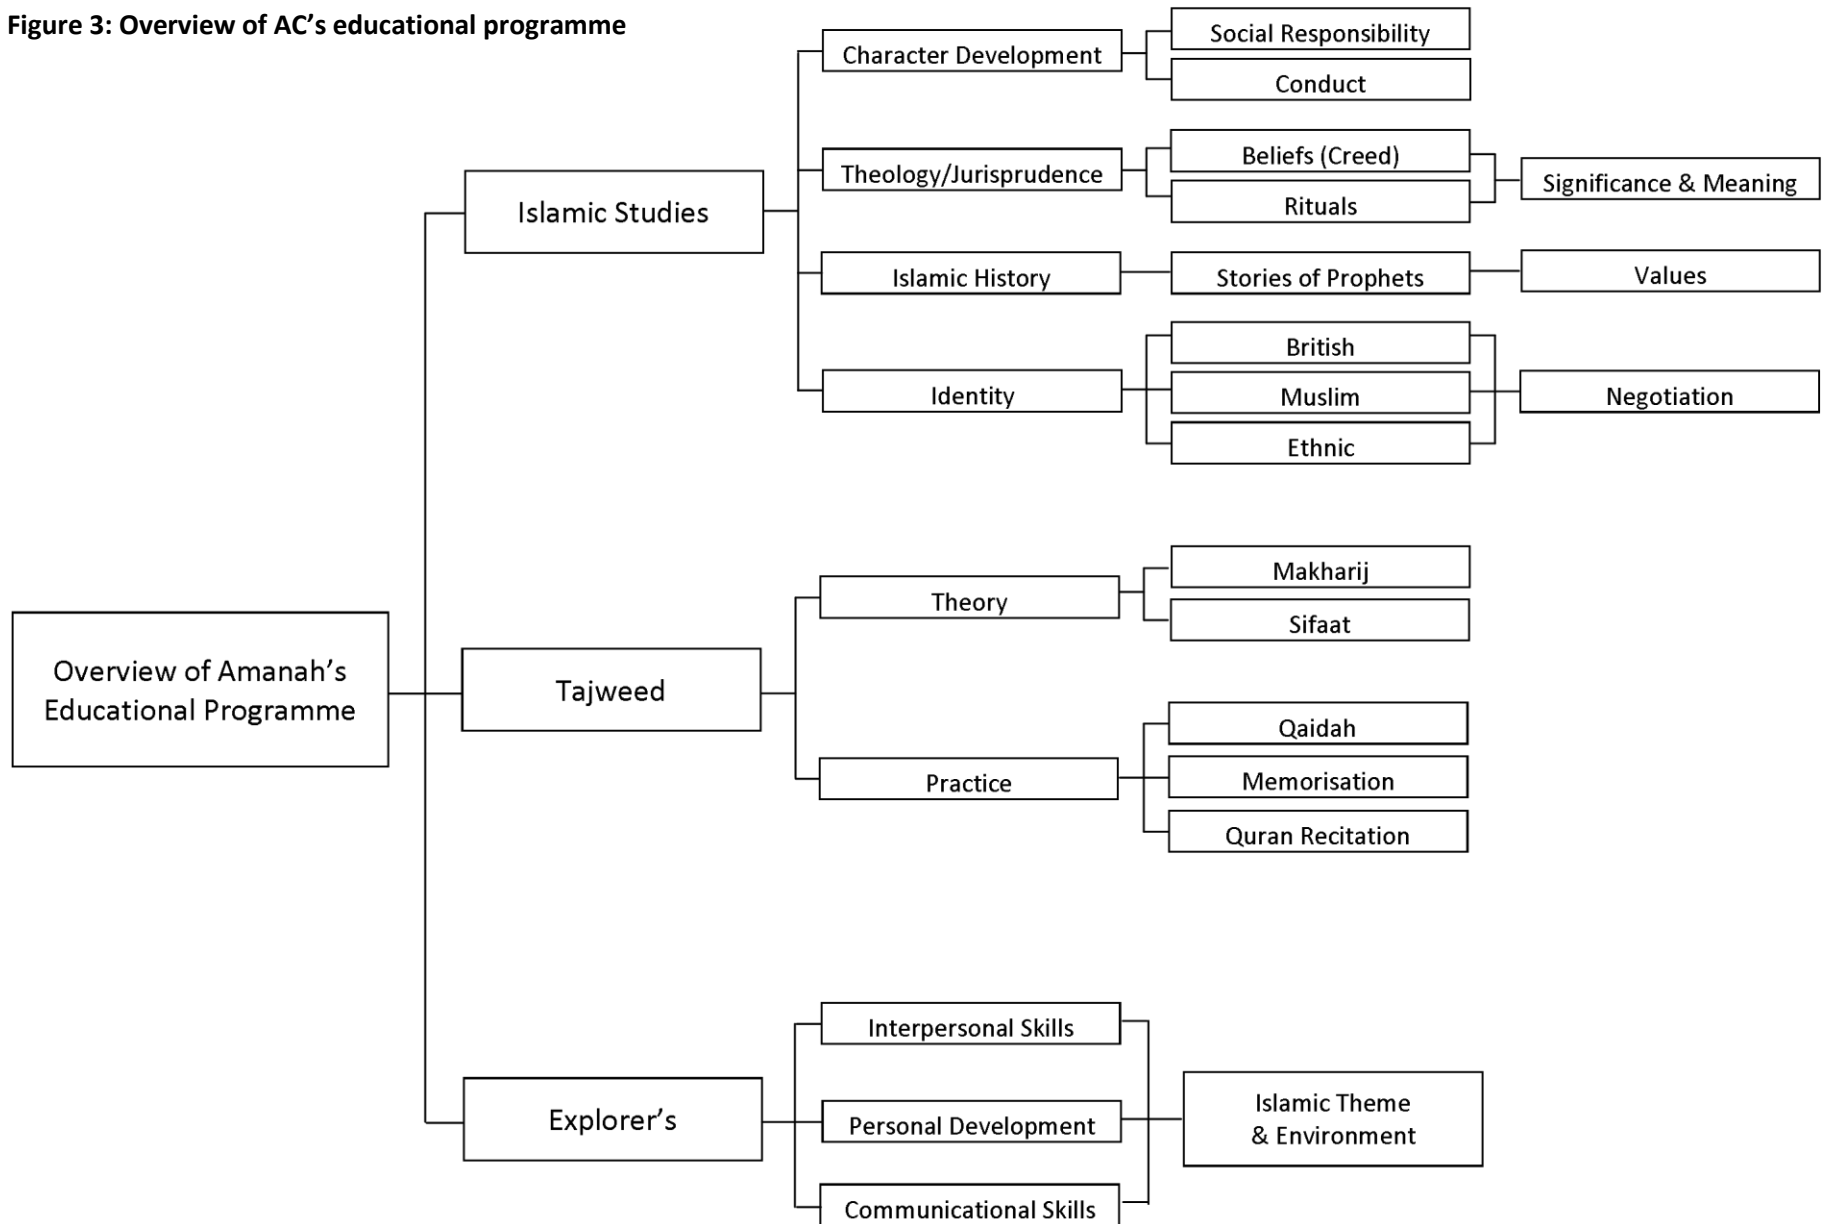 Figure 3: Overview of AC’s educational programme
Overview of Amanah’s
Educational Programme
Islamic Studies
Character Development
Social Responsibility
Conduct
Theology/Jurisprudence
Beliefs (Creed)
Rituals
Significance & Meaning
Islamic History
Stories of Prophets
Values
Identity
British
Muslim
Ethnic
Negotiation
Tajweed
Theory
Makharij
Sifaat
Practice
Qaidah
Memorisation
Quran Recitation
Explorer’s
Interpersonal Skills
Personal Development
Communicational Skills
Islamic Theme
& Environment